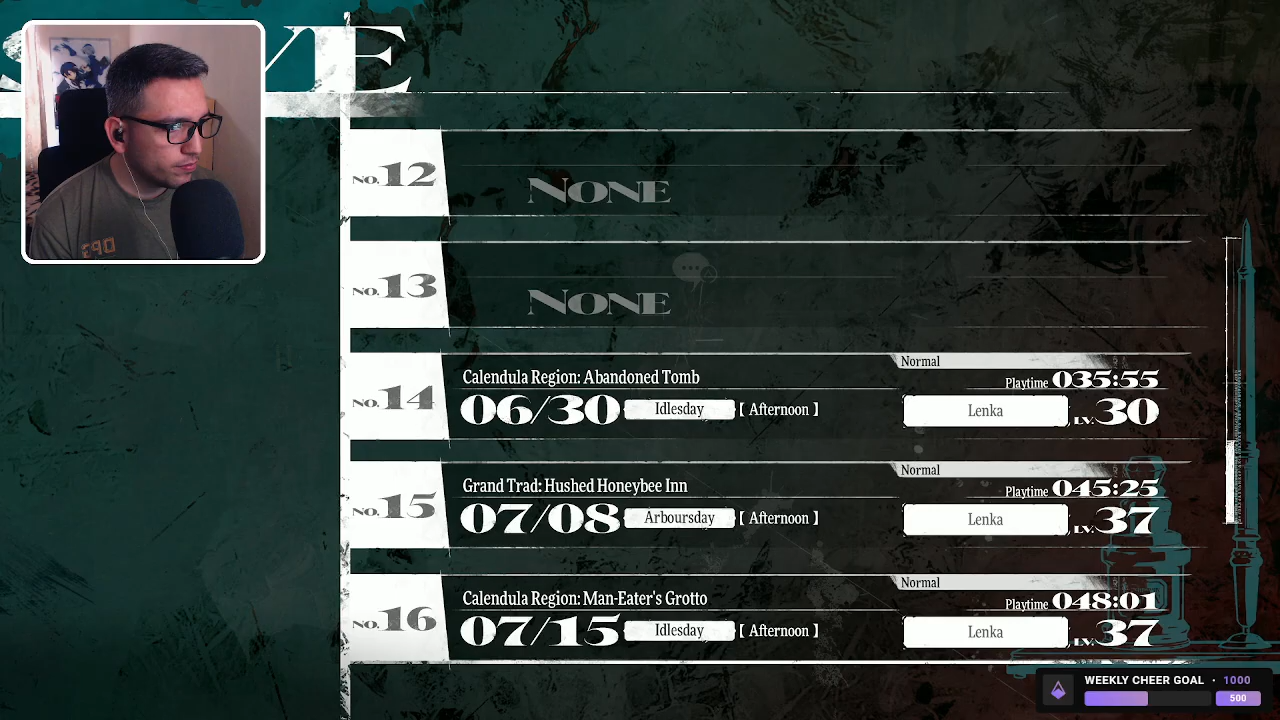 SAVE
NO. 12
NONE
NO. 13
NONE
NO. 14
Calendula Region: Abandoned Tomb
06/30 Idlesday [ Afternoon ]
Normal
Playtime 035:55
Lenka LV. 30
NO. 15
Grand Trad: Hushed Honeybee Inn
07/08 Arboursday [ Afternoon ]
Normal
Playtime 045:25
Lenka LV. 37
NO. 16
Calendula Region: Man-Eater's Grotto
07/15 Idlesday [ Afternoon ]
Normal
Playtime 048:01
Lenka LV. 37
WEEKLY CHEER GOAL · 1000
500